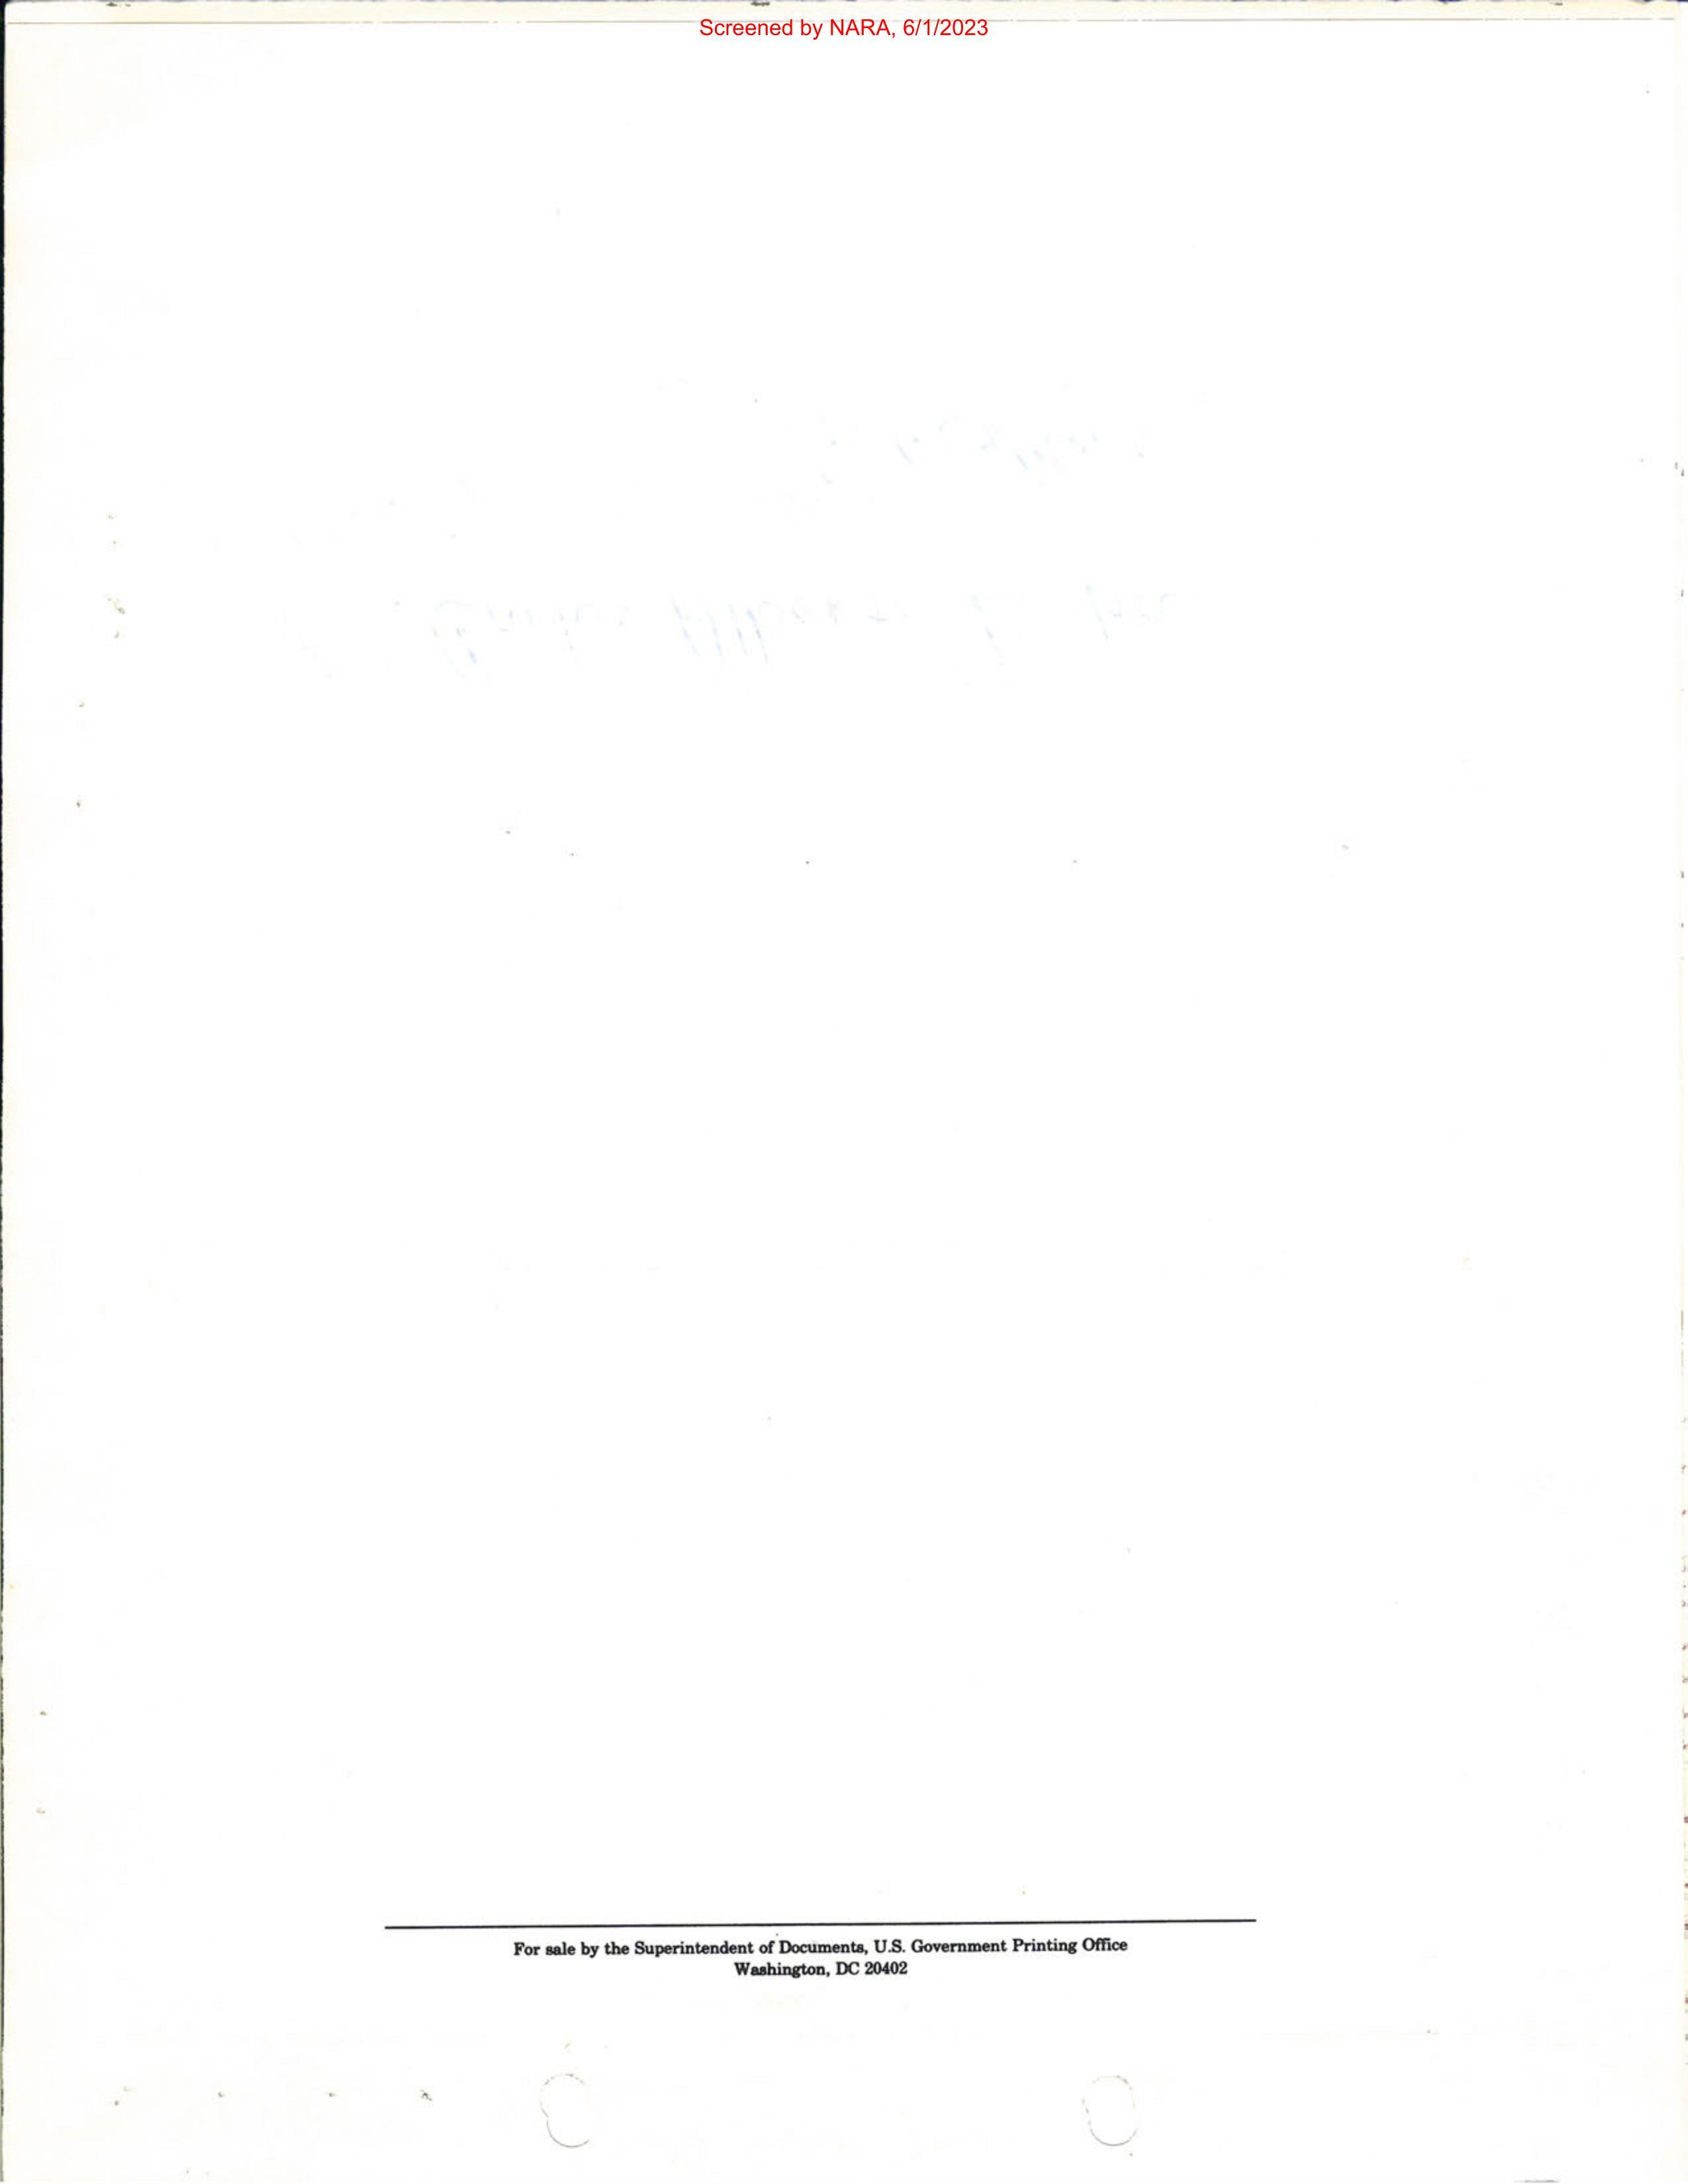 Screened by NARA, 6/1/2023
For sale by the Superintendent of Documents, U.S. Government Printing Office
Washington, DC 20402